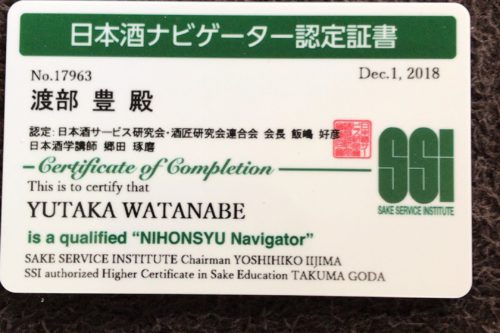 日本酒ナビゲーター認定証書
No.17963
Dec.1, 2018
渡部 豊 殿
認定:日本酒サービス研究会・酒匠研究会連合会 会長 飯嶋 好彦
日本酒学講師 郷田 琢磨
Certificate of Completion
This is to certify that
YUTAKA WATANABE
is a qualified "NIHONSYU Navigator"
SSI
SAKE SERVICE INSTITUTE
SAKE SERVICE INSTITUTE Chairman YOSHIHIKO IIJIMA
SSI authorized Higher Certificate in Sake Education TAKUMA GODA